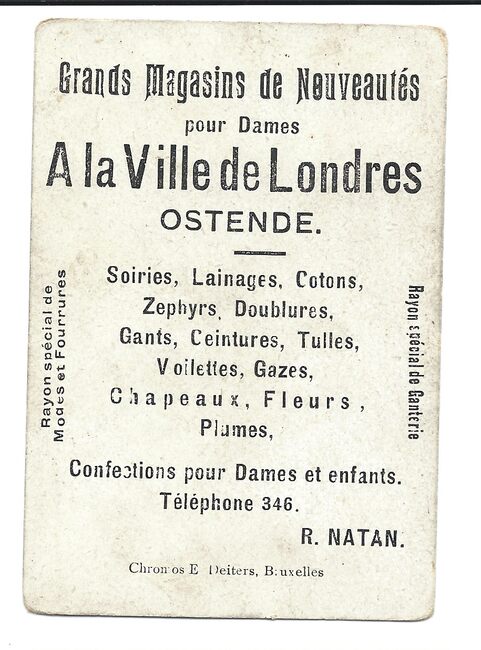 Grands Magasins de Nouveautés
pour Dames
A la Ville de Londres
OSTENDE.
Soiries, Lainages, Cotons,
Zephyrs, Doublures,
Gants, Ceintures, Tulles,
Voilettes, Gazes,
Chapeaux, Fleurs,
Plumes,
Confections pour Dames et enfants.
Téléphone 346.
R. NATAN.
Chromos E Deiters, Bruxelles
Rayon spécial de
Modes et Fourrures
Rayon spécial de Ganterie